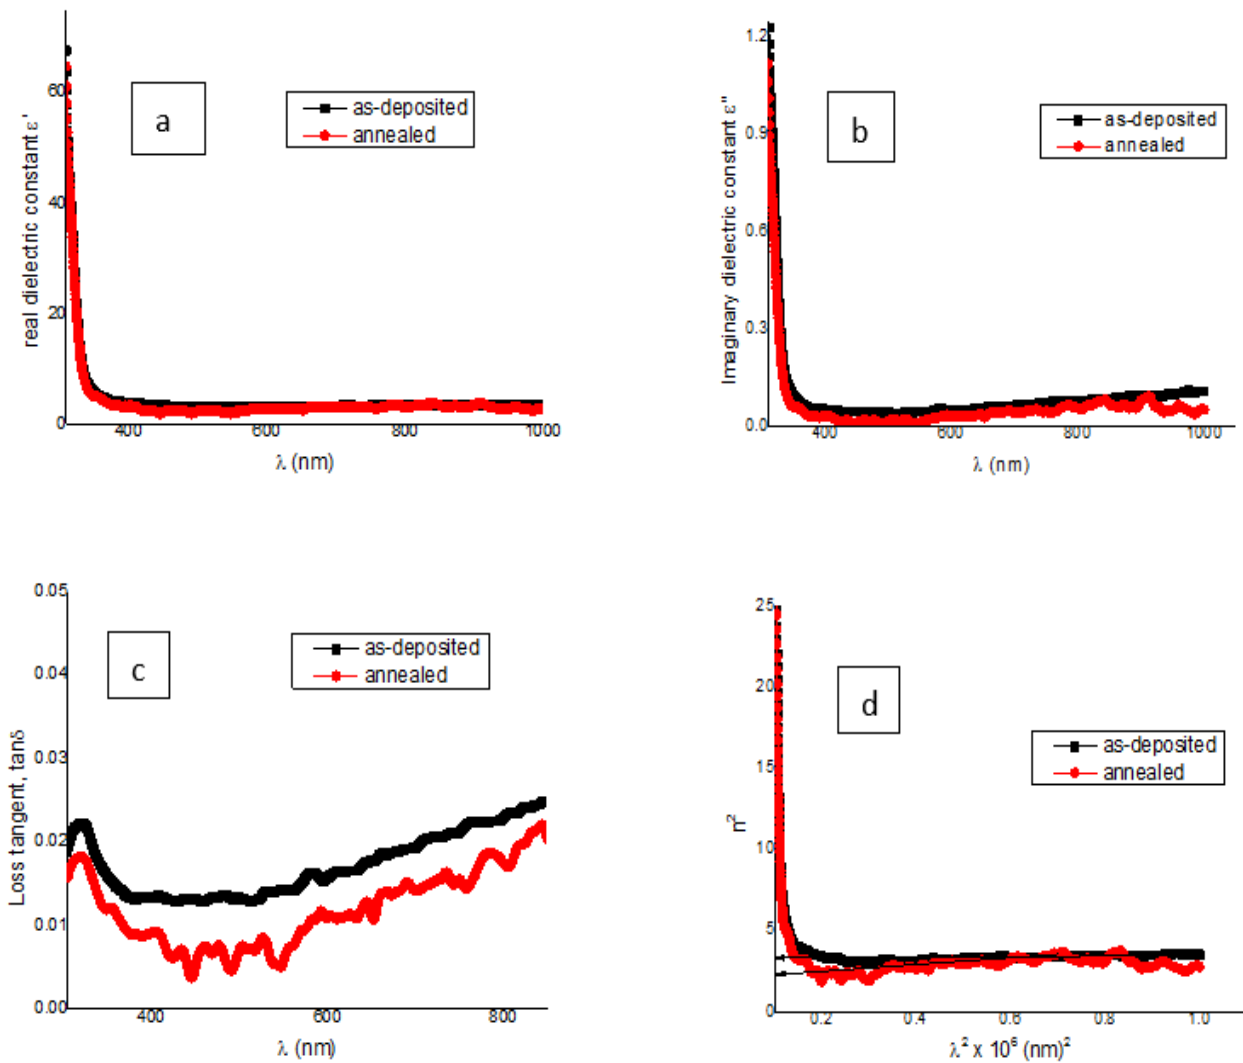 real dielectric constant ε'
60
40
20
0
400
600
800
1000
λ (nm)
a
as-deposited
annealed
Imaginary dielectric constant ε''
1.2
0.9
0.6
0.3
0.0
400
600
800
1000
λ (nm)
b
as-deposited
annealed
Loss tangent, tanδ
0.05
0.04
0.03
0.02
0.01
0.00
400
600
800
λ (nm)
c
as-deposited
annealed
n²
25
20
15
10
5
0
0.2
0.4
0.6
0.8
1.0
λ² x 10⁶ (nm)²
d
as-deposited
annealed